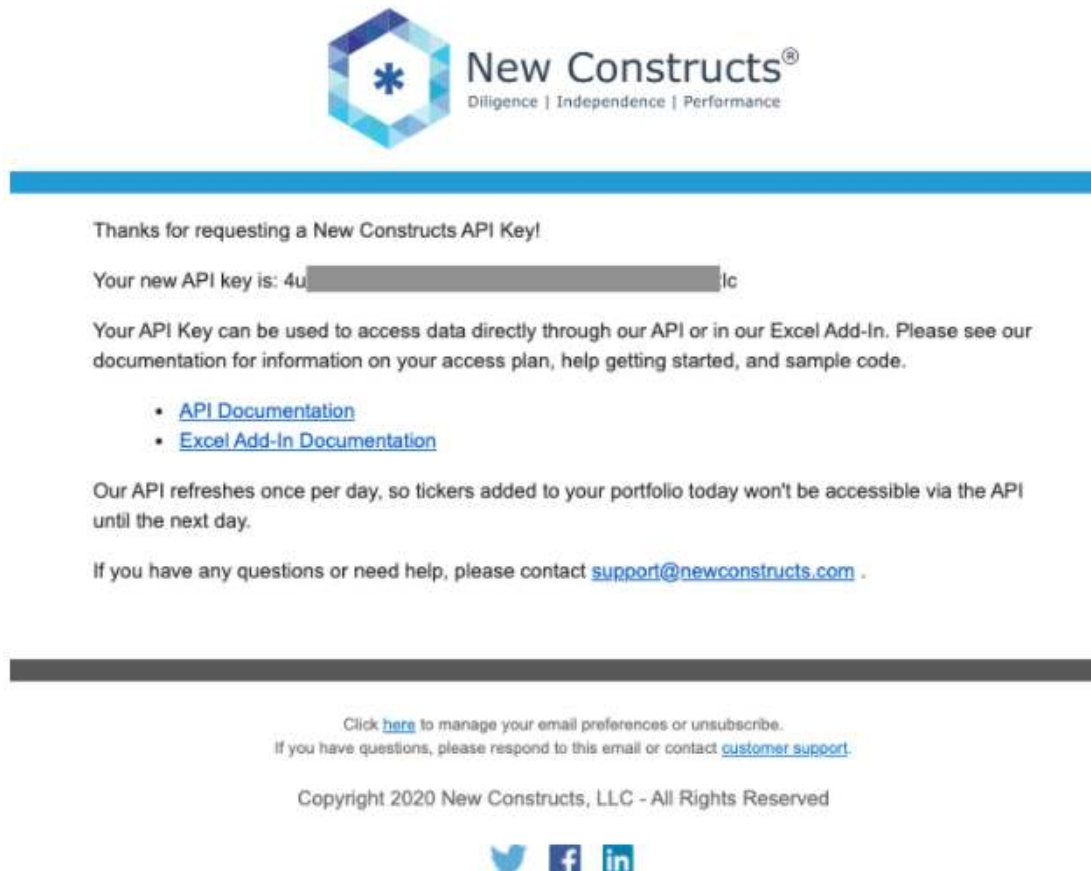 New Constructs®
Diligence | Independence | Performance
Thanks for requesting a New Constructs API Key!
Your new API key is: 4u lc
Your API Key can be used to access data directly through our API or in our Excel Add-In. Please see our
documentation for information on your access plan, help getting started, and sample code.
• API Documentation
• Excel Add-In Documentation
Our API refreshes once per day, so tickers added to your portfolio today won't be accessible via the API
until the next day.
If you have any questions or need help, please contact support@newconstructs.com .
Click here to manage your email preferences or unsubscribe.
If you have questions, please respond to this email or contact customer support.
Copyright 2020 New Constructs, LLC - All Rights Reserved